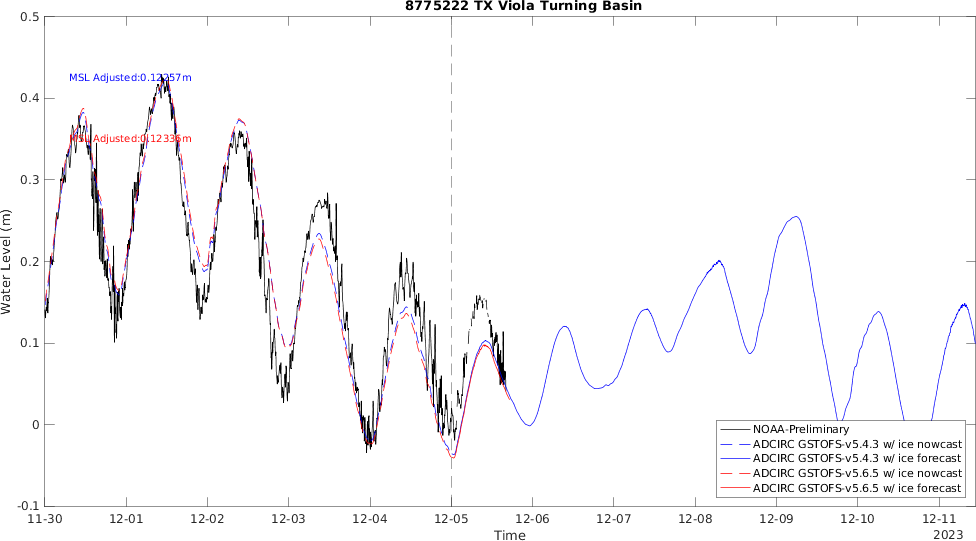 8775222 TX Viola Turning Basin
0.5
MSL Adjusted:0.12257m
0.4
MSL Adjusted:0.12336m
0.3
Water Level (m)
0.2
0.1
0
-0.1
NOAA-Preliminary
ADCIRC GSTOFS-v5.4.3 w/ ice nowcast
ADCIRC GSTOFS-v5.4.3 w/ ice forecast
ADCIRC GSTOFS-v5.6.5 w/ ice nowcast
ADCIRC GSTOFS-v5.6.5 w/ ice forecast
11-30 12-01 12-02 12-03 12-04 12-05 12-06 12-07 12-08 12-09 12-10 12-11
Time
2023